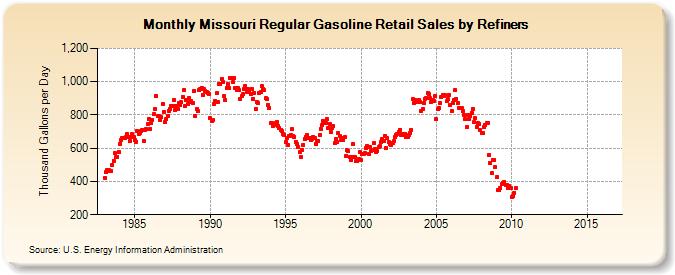 Monthly Missouri Regular Gasoline Retail Sales by Refiners
Thousand Gallons per Day
1,200
1,000
800
600
400
200
1985 1990 1995 2000 2005 2010 2015
Source: U.S. Energy Information Administration